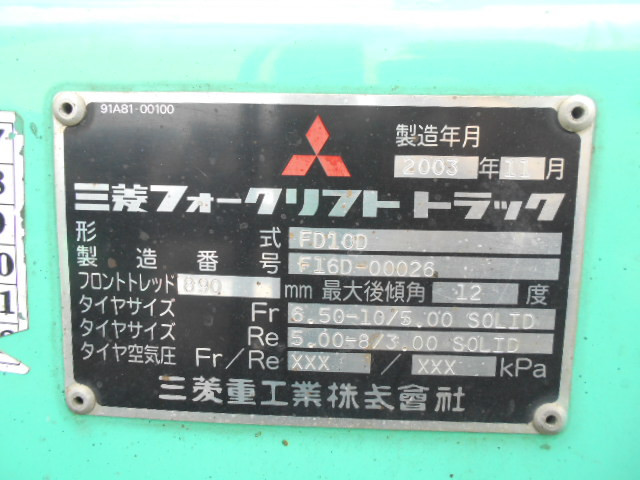 91A81-00100
製造年月
2003 年 11 月
三菱フォークリフト トラック
形式 FD10D
製造番号 F16D-00026
フロントトレッド 890 mm 最大後傾角 12 度
タイヤサイズ Fr 6.50-10/5.00 SOLID
タイヤサイズ Re 5.00-8/3.00 SOLID
タイヤ空気圧 Fr/Re XXX / XXX kPa
三菱重工業株式會社